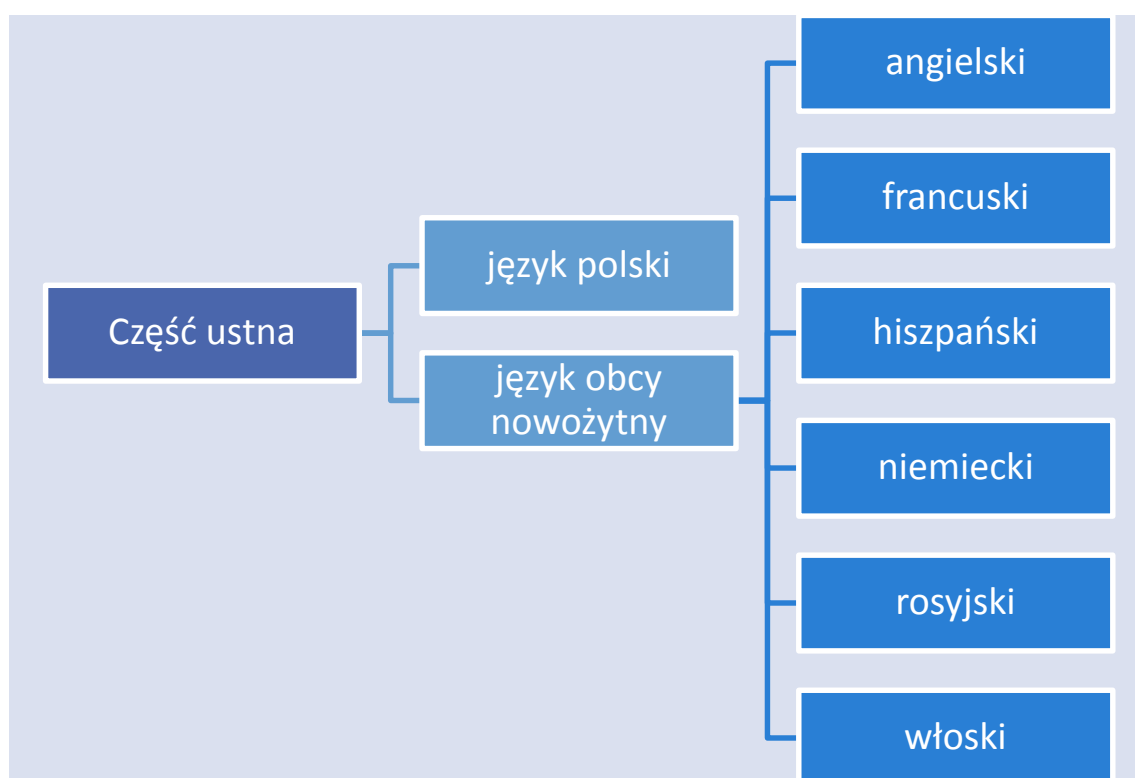 Część ustna
język polski
język obcy
nowożytny
angielski
francuski
hiszpański
niemiecki
rosyjski
włoski